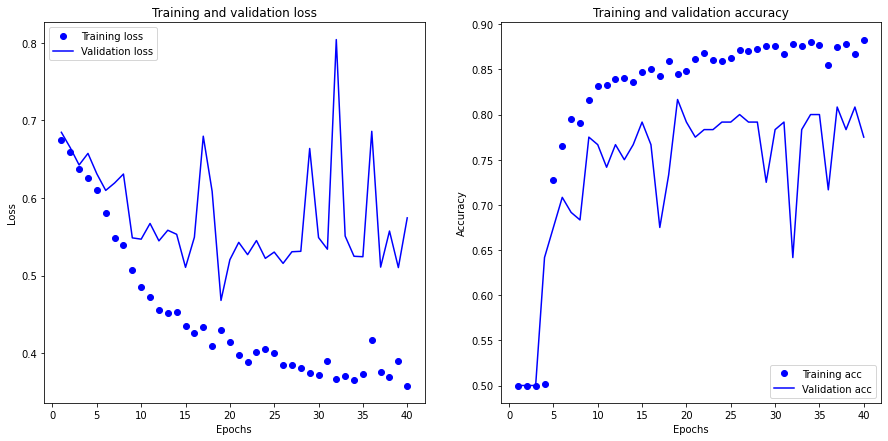 Training and validation loss
Training loss
Validation loss
0.8
0.7
0.6
0.5
0.4
Loss
0 5 10 15 20 25 30 35 40
Epochs
Training and validation accuracy
0.90
0.85
0.80
0.75
0.70
0.65
0.60
0.55
0.50
Accuracy
Training acc
Validation acc
0 5 10 15 20 25 30 35 40
Epochs